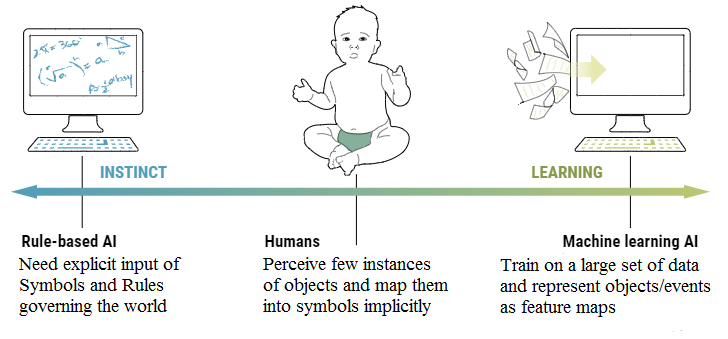 INSTINCT
LEARNING
Rule-based AI
Need explicit input of
Symbols and Rules
governing the world
Humans
Perceive few instances
of objects and map them
into symbols implicitly
Machine learning AI
Train on a large set of data
and represent objects/events
as feature maps